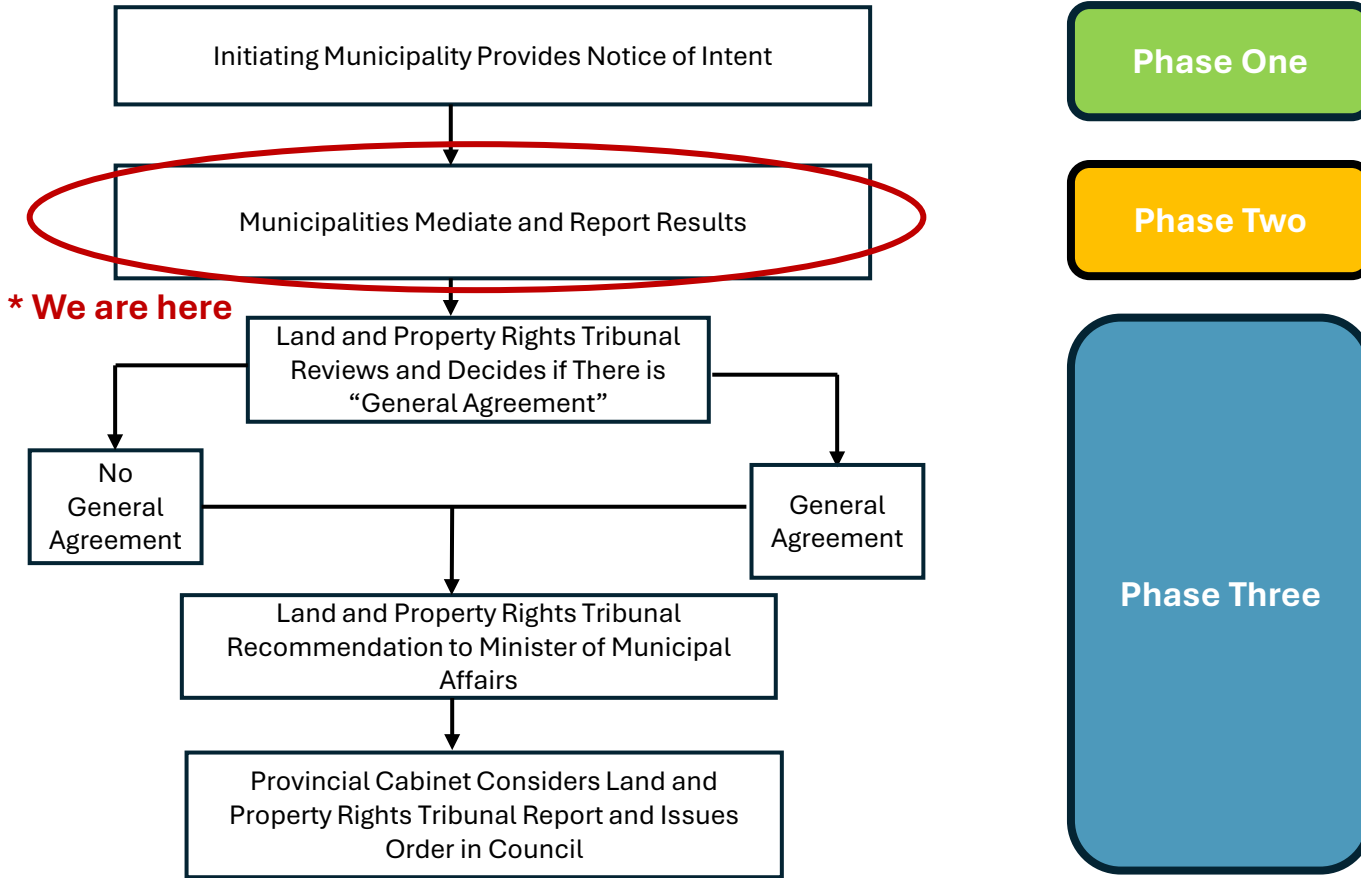 Initiating Municipality Provides Notice of Intent
Phase One
Municipalities Mediate and Report Results
Phase Two
* We are here
Land and Property Rights Tribunal
Reviews and Decides if There is
“General Agreement”
No
General
Agreement
General
Agreement
Land and Property Rights Tribunal
Recommendation to Minister of Municipal
Affairs
Provincial Cabinet Considers Land and
Property Rights Tribunal Report and Issues
Order in Council
Phase Three